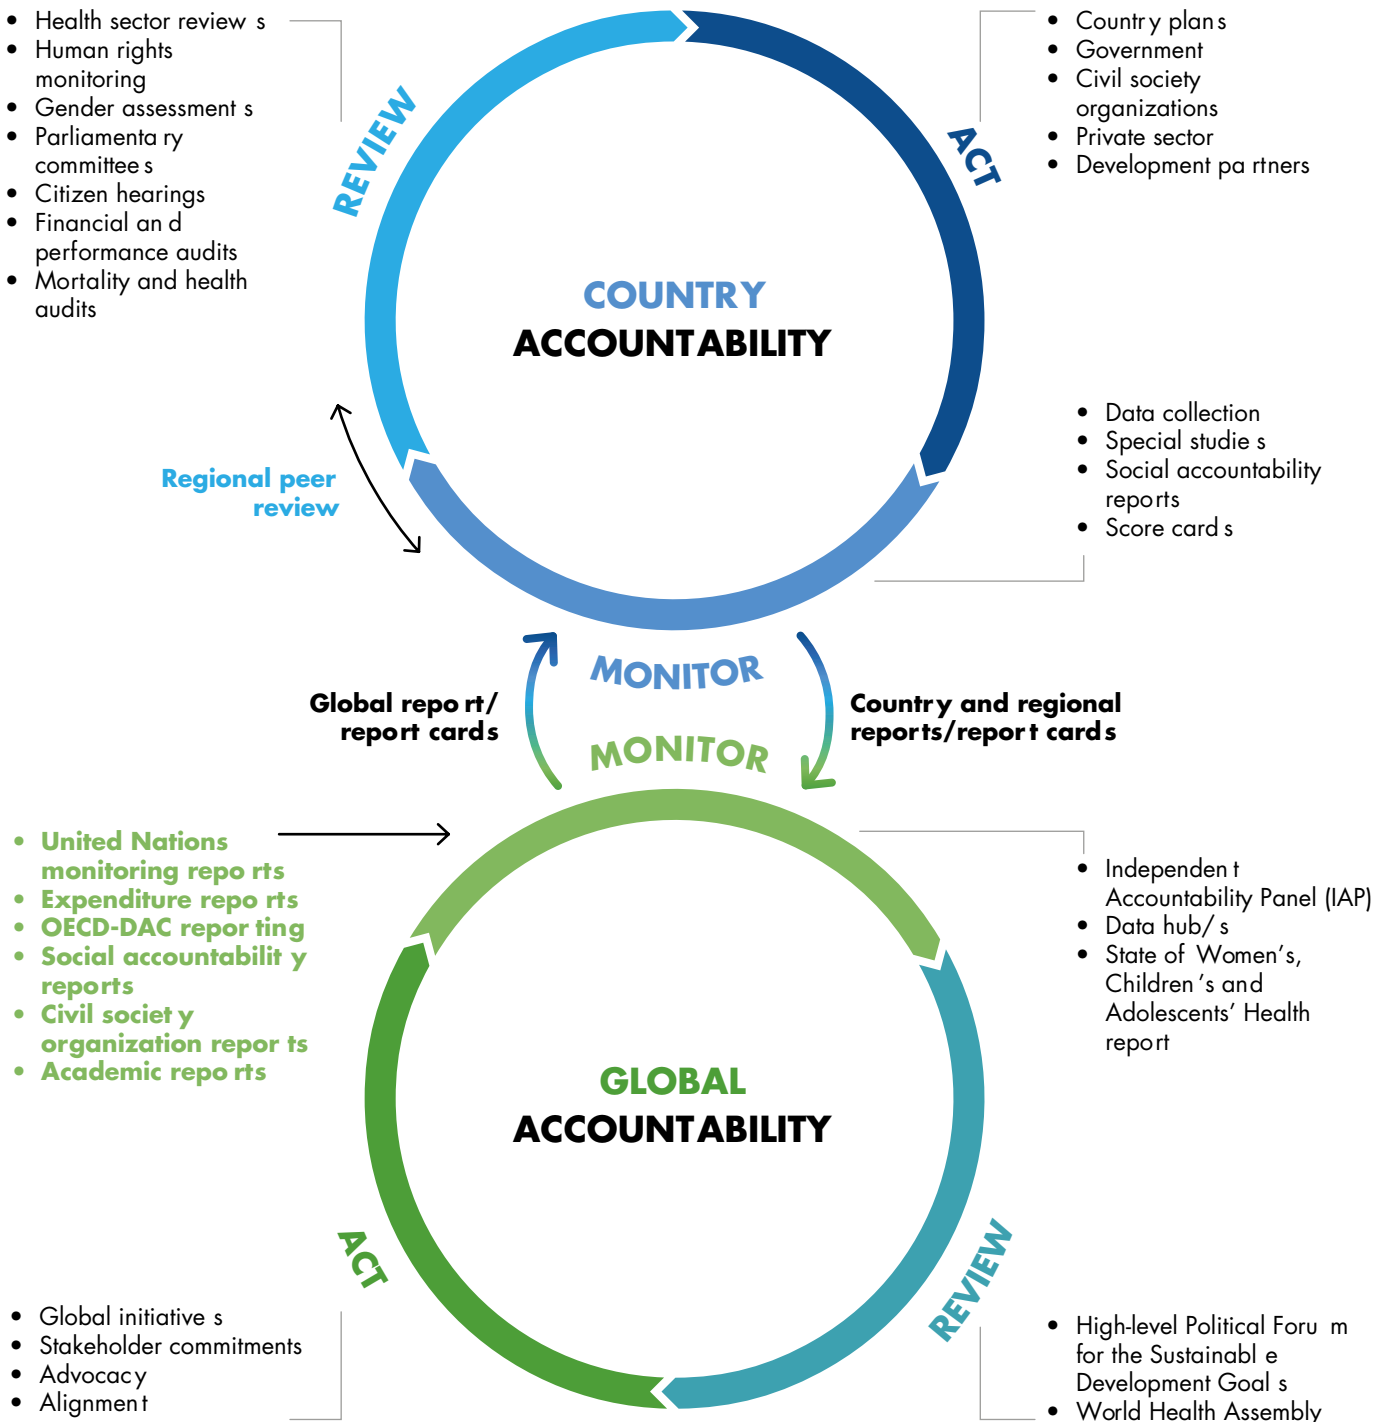 • Health sector reviews
• Human rights
monitoring
• Gender assessments
• Parliamentary
committees
• Citizen hearings
• Financial and
performance audits
• Mortality and health
audits
REVIEW
ACT
• Country plans
• Government
• Civil society
organizations
• Private sector
• Development partners
COUNTRY
ACCOUNTABILITY
Regional peer
review
• Data collection
• Special studies
• Social accountability
reports
• Score cards
MONITOR
Global report/
report cards
Country and regional
reports/report cards
MONITOR
• United Nations
monitoring reports
• Expenditure reports
• OECD-DAC reporting
• Social accountability
reports
• Civil society
organization reports
• Academic reports
• Independent
Accountability Panel (IAP)
• Data hub/s
• State of Women's,
Children's and
Adolescents' Health
report
GLOBAL
ACCOUNTABILITY
ACT
REVIEW
• Global initiatives
• Stakeholder commitments
• Advocacy
• Alignment
• High-level Political Forum
for the Sustainable
Development Goals
• World Health Assembly